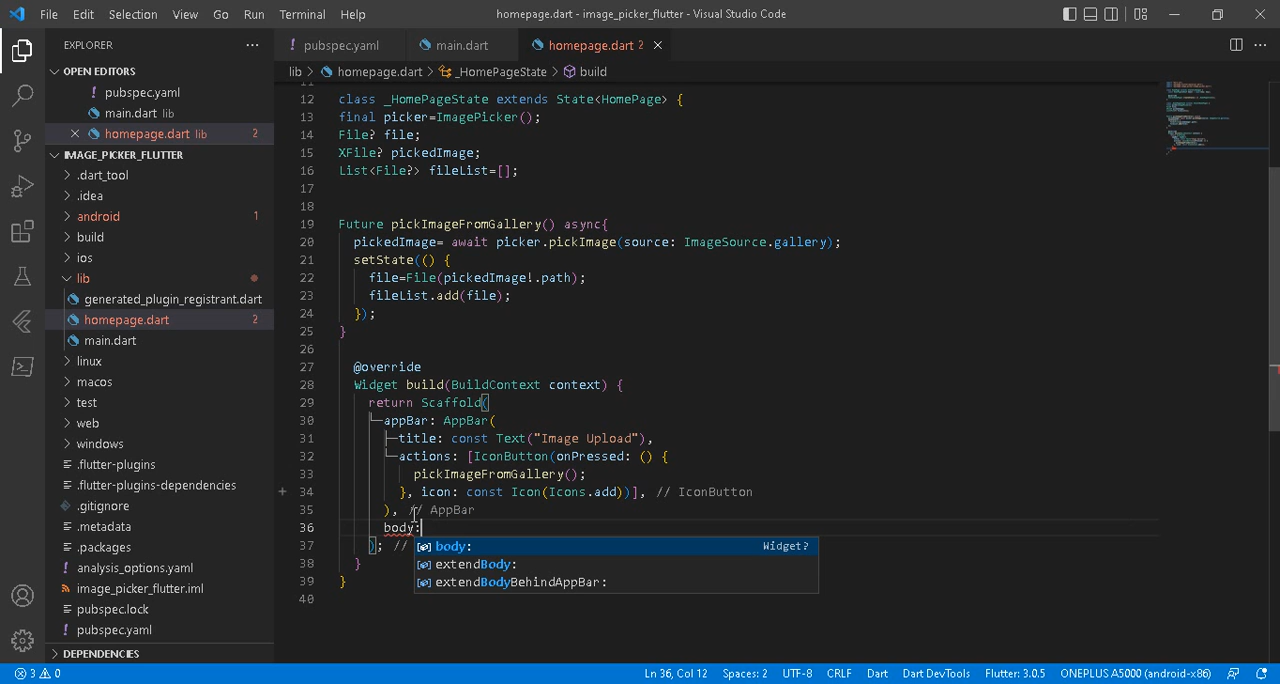 File Edit Selection View Go Run Terminal Help
homepage.dart - image_picker_flutter - Visual Studio Code
EXPLORER
pubspec.yaml main.dart homepage.dart 2
OPEN EDITORS
pubspec.yaml
main.dart lib
homepage.dart lib 2
IMAGE_PICKER_FLUTTER
.dart_tool
.idea
android 1
build
ios
lib
generated_plugin_registrant.dart
homepage.dart 2
main.dart
linux
macos
test
web
windows
.flutter-plugins
.flutter-plugins-dependencies
.gitignore
.metadata
.packages
analysis_options.yaml
image_picker_flutter.iml
pubspec.lock
pubspec.yaml
DEPENDENCIES
lib > homepage.dart > _HomePageState > build
12 class _HomePageState extends State<HomePage> {
13 final picker=ImagePicker();
14 File? file;
15 XFile? pickedImage;
16 List<File?> fileList=[];
17
18
19 Future pickImageFromGallery() async{
20 pickedImage= await picker.pickImage(source: ImageSource.gallery);
21 setState(() {
22 file=File(pickedImage!.path);
23 fileList.add(file);
24 });
25 }
26
27 @override
28 Widget build(BuildContext context) {
29 return Scaffold(
30 appBar: AppBar(
31 title: const Text("Image Upload"),
32 actions: [IconButton(onPressed: () {
33 pickImageFromGallery();
34 }, icon: const Icon(Icons.add))], // IconButton
35 ), // AppBar
36 body:
37 ); //
body: Widget?
extendBody:
extendBodyBehindAppBar:
38 }
39 }
40
3 0 Ln 36, Col 12 Spaces: 2 UTF-8 CRLF Dart Dart DevTools Flutter: 3.0.5 ONEPLUS A5000 (android-x86)